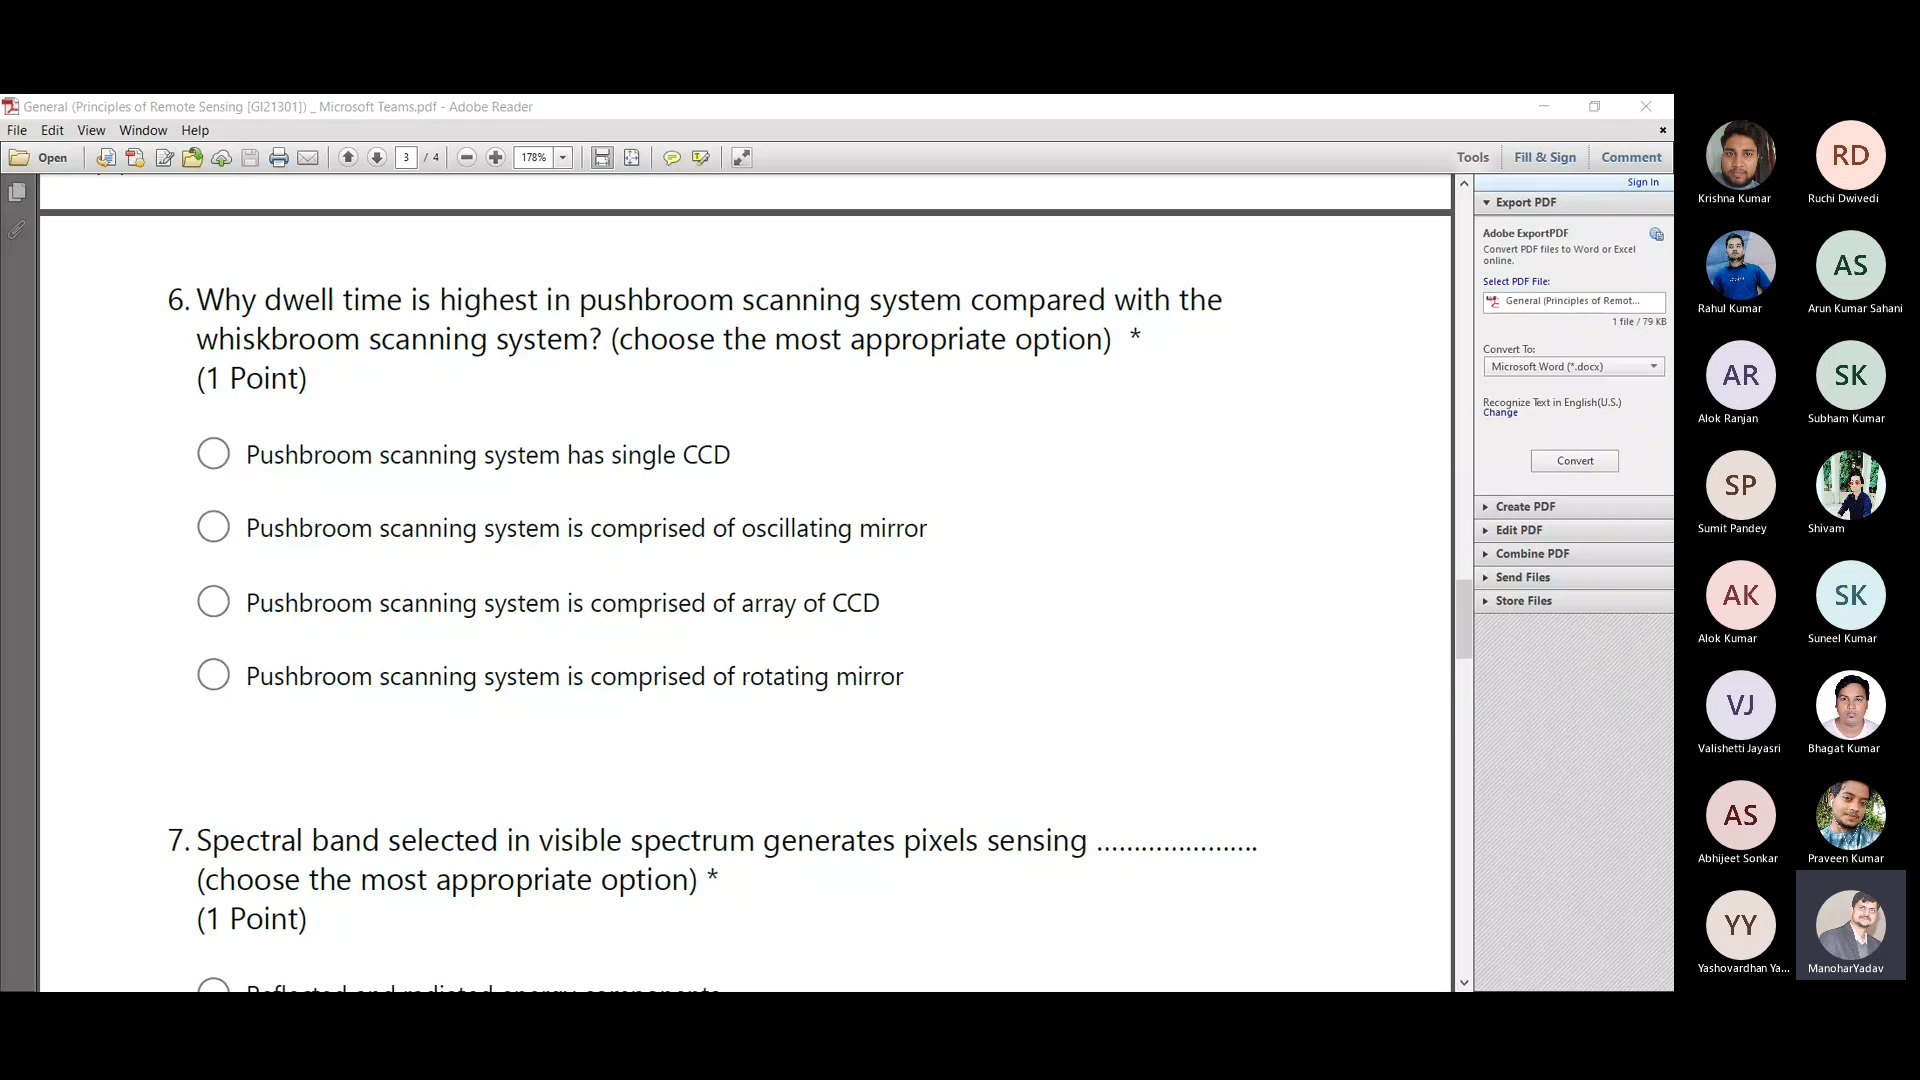 General (Principles of Remote Sensing [GI21301]) _ Microsoft Teams.pdf - Adobe Reader
File Edit View Window Help
Open 3 / 4 178% Tools Fill & Sign Comment
Sign In
Export PDF
Adobe ExportPDF
Convert PDF files to Word or Excel
online.
Select PDF File:
General (Principles of Remot...
1 file / 79 KB
Convert To:
Microsoft Word (*.docx)
Recognize Text in English(U.S.)
Change
Convert
Create PDF
Edit PDF
Combine PDF
Send Files
Store Files
6. Why dwell time is highest in pushbroom scanning system compared with the
whiskbroom scanning system? (choose the most appropriate option) *
(1 Point)
Pushbroom scanning system has single CCD
Pushbroom scanning system is comprised of oscillating mirror
Pushbroom scanning system is comprised of array of CCD
Pushbroom scanning system is comprised of rotating mirror
7. Spectral band selected in visible spectrum generates pixels sensing ......................
(choose the most appropriate option) *
(1 Point)
Reflected and radiated energy components
RD
Krishna Kumar Ruchi Dwivedi
AS
Rahul Kumar Arun Kumar Sahani
AR SK
Alok Ranjan Subham Kumar
SP
Sumit Pandey Shivam
AK SK
Alok Kumar Suneel Kumar
VJ
Valishetti Jayasri Bhagat Kumar
AS
Abhijeet Sonkar Praveen Kumar
YY
Yashovardhan Ya... ManoharYadav